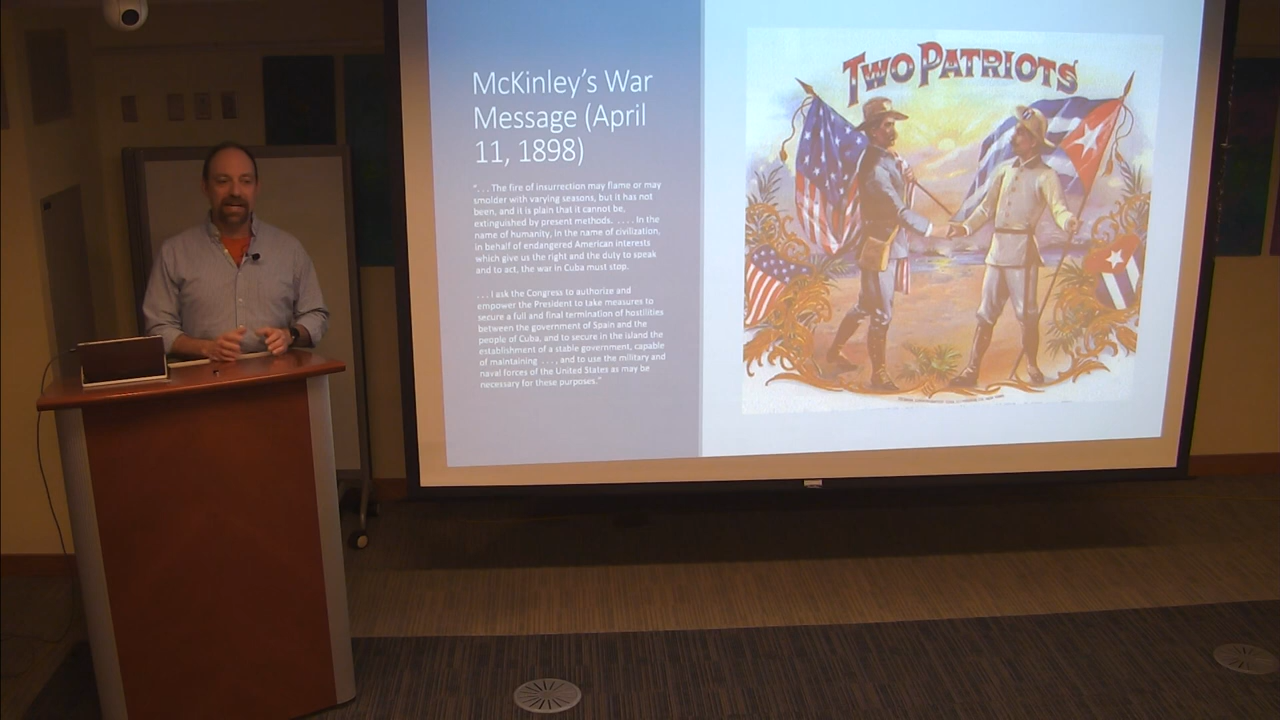 McKinley's War
Message (April
11, 1898)
". . . The fire of insurrection may flame or may
smolder with varying seasons, but it has not
been, and it is plain that it cannot be,
extinguished by present methods. . . . . In the
name of humanity, in the name of civilization,
in behalf of endangered American interests
which give us the right and the duty to speak
and to act, the war in Cuba must stop.
. . . I ask the Congress to authorize and
empower the President to take measures to
secure a full and final termination of hostilities
between the government of Spain and the
people of Cuba, and to secure in the island the
establishment of a stable government, capable
of maintaining . . . , and to use the military and
naval forces of the United States as may be
necessary for these purposes."
TWO PATRIOTS